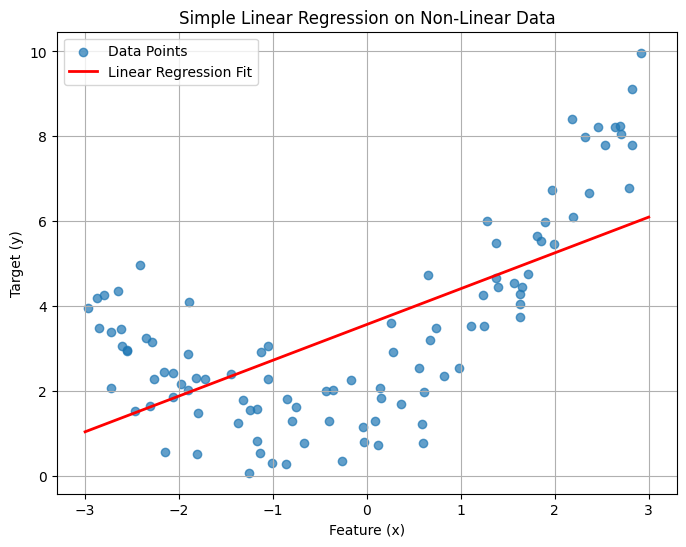 Simple Linear Regression on Non-Linear Data
Data Points
Linear Regression Fit
10
8
6
4
2
0
Target (y)
−3
−2
−1
0
1
2
3
Feature (x)